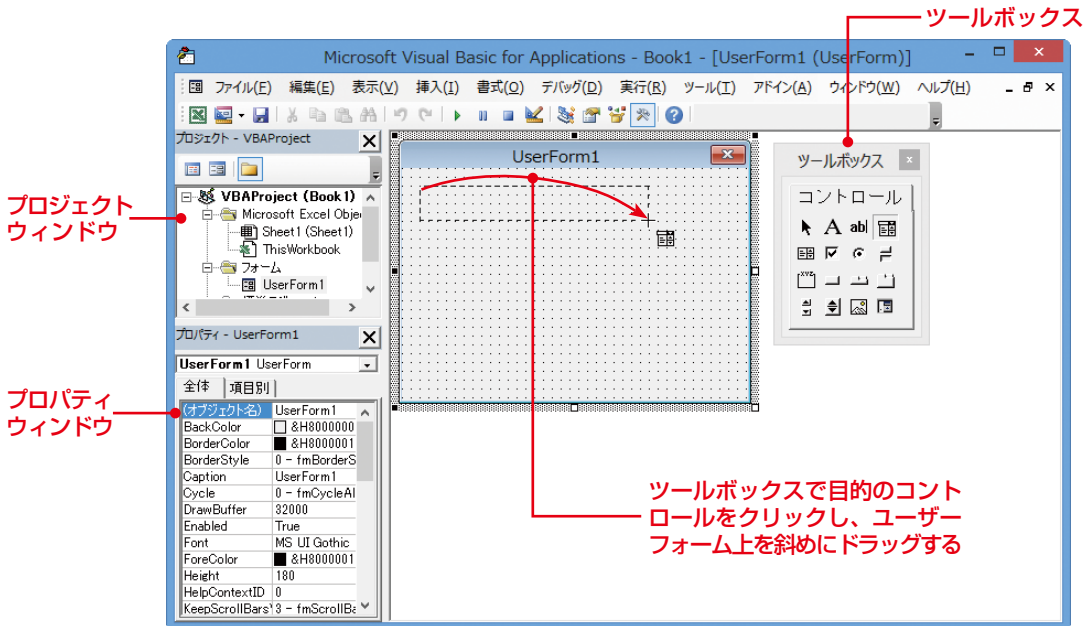 ツールボックス
Microsoft Visual Basic for Applications - Book1 - [UserForm1 (UserForm)]
ファイル(F) 編集(E) 表示(V) 挿入(I) 書式(O) デバッグ(D) 実行(R) ツール(T) アドイン(A) ウィンドウ(W) ヘルプ(H)
プロジェクト - VBAProject
VBAProject (Book1)
Microsoft Excel Obje
Sheet1 (Sheet1)
ThisWorkbook
フォーム
UserForm1
プロジェクト
ウィンドウ
UserForm1
ツールボックス
コントロール
A ab|
XYZ
プロパティ - UserForm1
UserForm1 UserForm
全体 項目別
プロパティ
ウィンドウ
(オブジェクト名) UserForm1
BackColor &H8000000
BorderColor &H8000001
BorderStyle 0 - fmBorderS
Caption UserForm1
Cycle 0 - fmCycleAl
DrawBuffer 32000
Enabled True
Font MS UI Gothic
ForeColor &H8000001
Height 180
HelpContextID 0
KeepScrollBars 3 - fmScrollBa
ツールボックスで目的のコント
ロールをクリックし、ユーザー
フォーム上を斜めにドラッグする